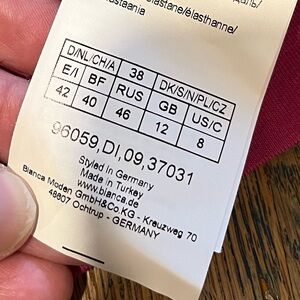 elastane/élasthanne/
D/NL/CH/A 38 DK/S/N/PL/CZ
E/I BF RUS GB US/C
42 40 46 12 8
96059,DI,09,37031
Styled in Germany
Made in Turkey
www.bianca.de
Bianca Moden GmbH&Co.KG - Kreuzweg 70
48607 Ochtrup - GERMANY